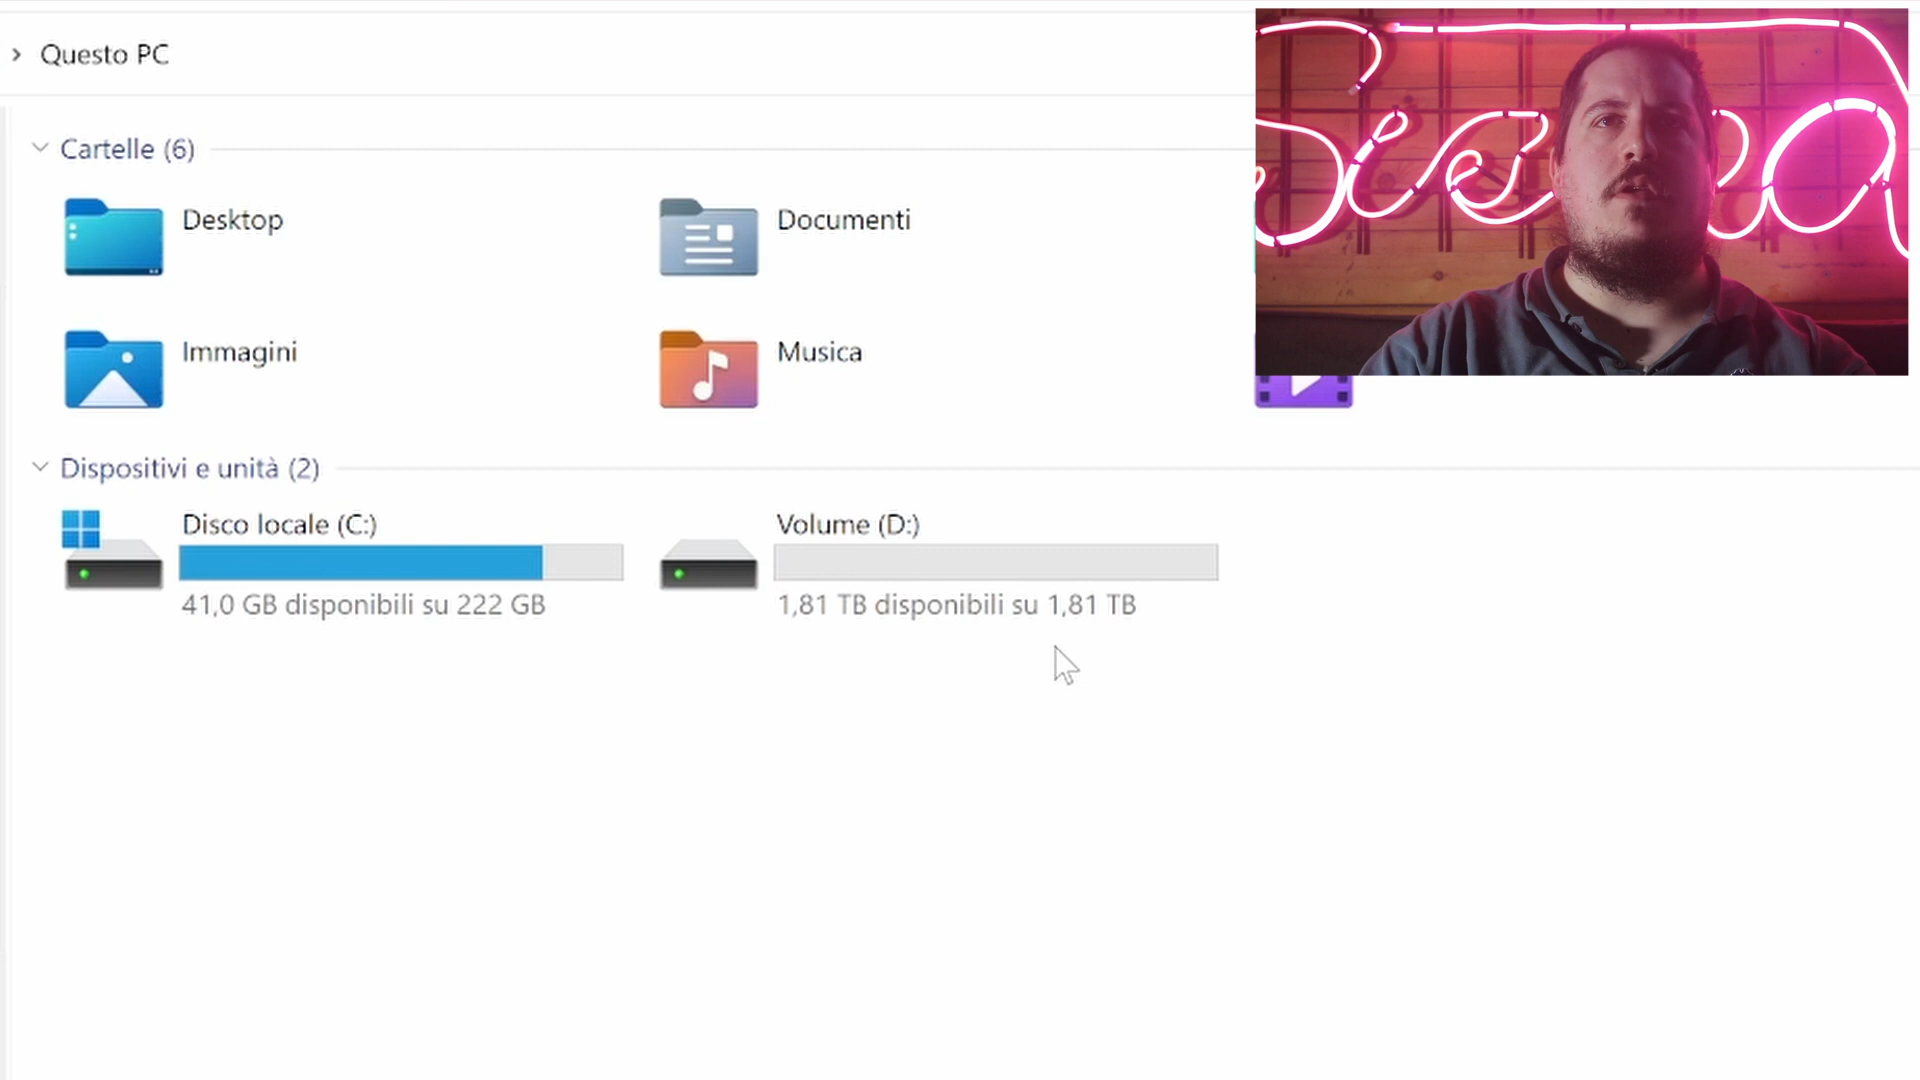 Questo PC
Cartelle (6)
Desktop
Documenti
Immagini
Musica
Dispositivi e unità (2)
Disco locale (C:)
41,0 GB disponibili su 222 GB
Volume (D:)
1,81 TB disponibili su 1,81 TB